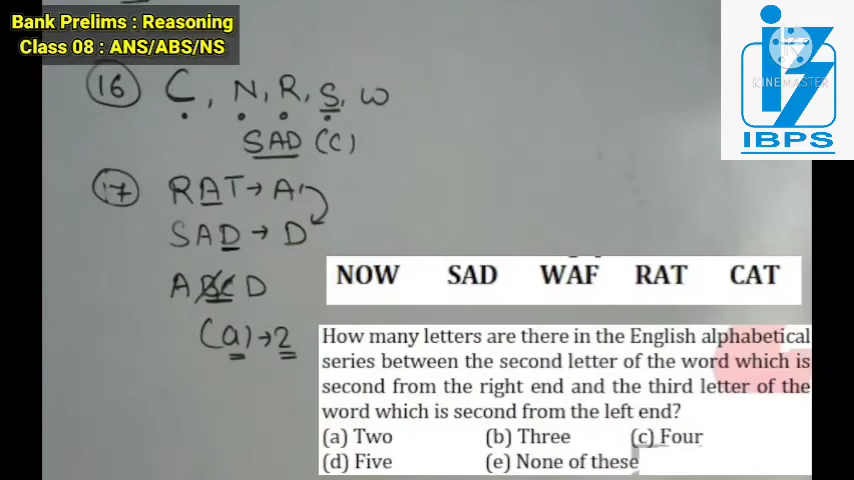 Bank Prelims : Reasoning
Class 08 : ANS/ABS/NS
KINEMASTER
IBPS
16 C, N, R, S, W
SAD (C)
17 RAT → A
SAD → D
A B C D
(a) → 2
NOW SAD WAF RAT CAT
How many letters are there in the English alphabetical
series between the second letter of the word which is
second from the right end and the third letter of the
word which is second from the left end?
(a) Two (b) Three (c) Four
(d) Five (e) None of these